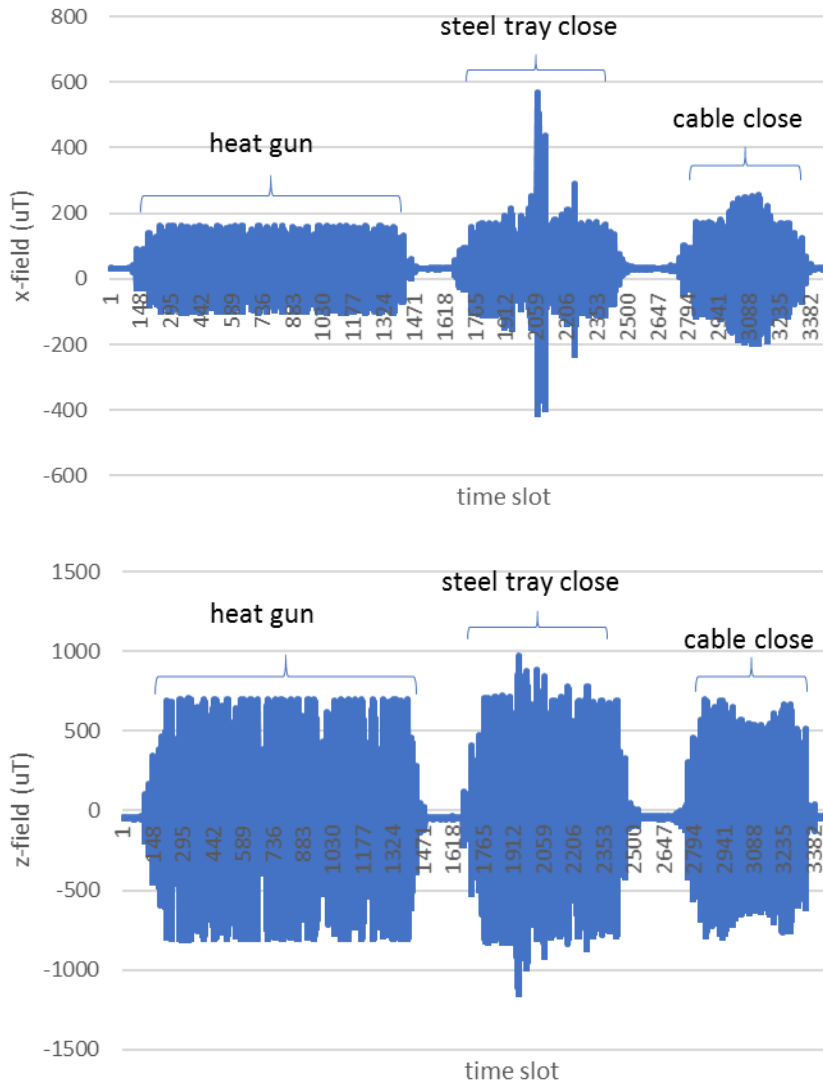 800
600
400
200
0
-200
-400
-600
x-field (uT)
steel tray close
heat gun
cable close
1 148 295 442 589 736 883 1030 1177 1324 1471 1618 1765 1912 2059 2206 2353 2500 2647 2794 2941 3088 3235 3382
time slot
1500
1000
500
0
-500
-1000
-1500
z-field (uT)
steel tray close
heat gun
cable close
1 148 295 442 589 736 883 1030 1177 1324 1471 1618 1765 1912 2059 2206 2353 2500 2647 2794 2941 3088 3235 3382
time slot